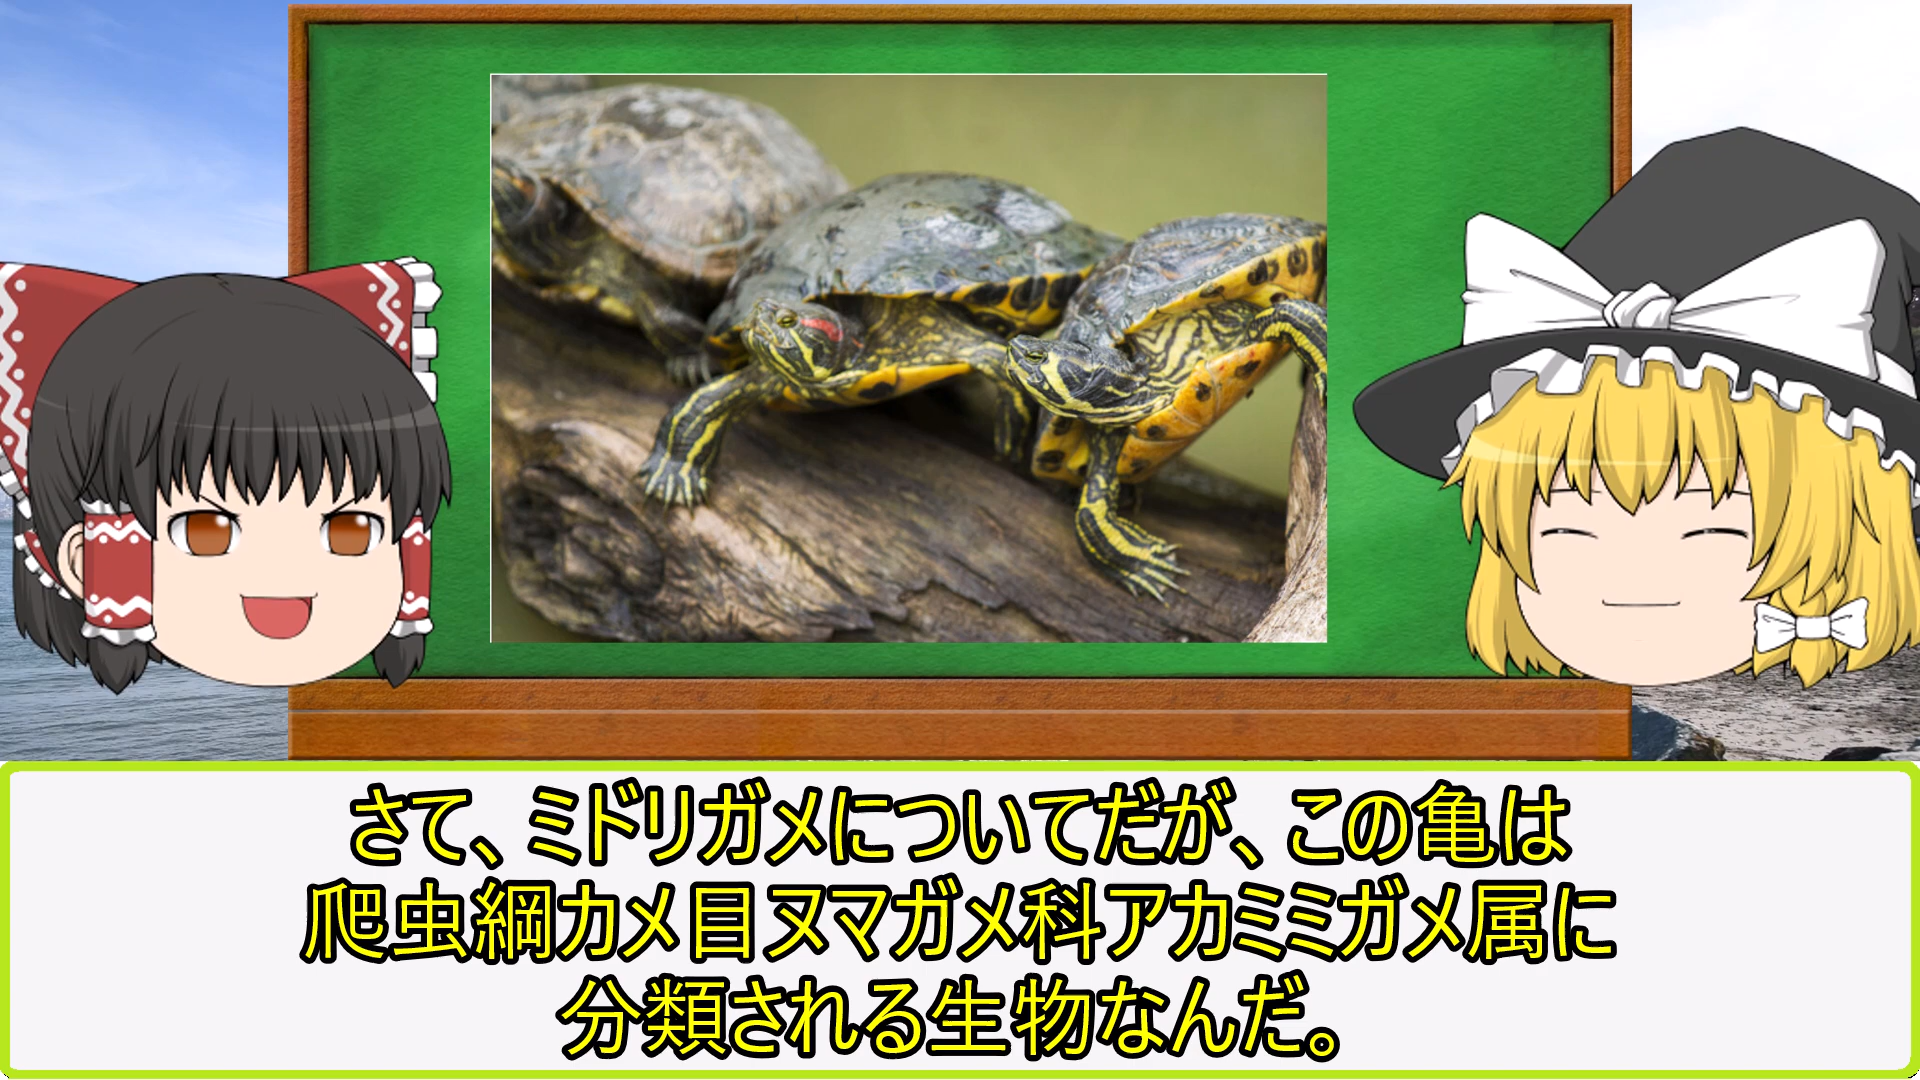 さて、ミドリガメについてだが、この亀は
爬虫綱カメ目ヌマガメ科アカミミガメ属に
分類される生物なんだ。